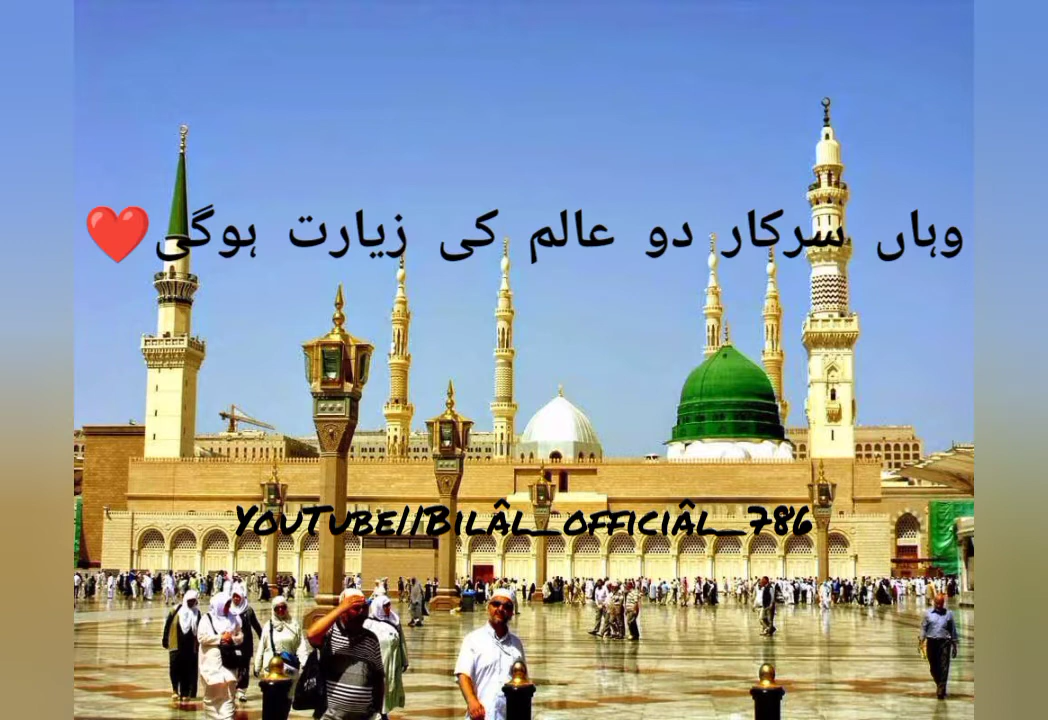 وہاں سرکار دو عالم کی زیارت ہوگی❤️
YouTube//Bilâl_officiâl_786